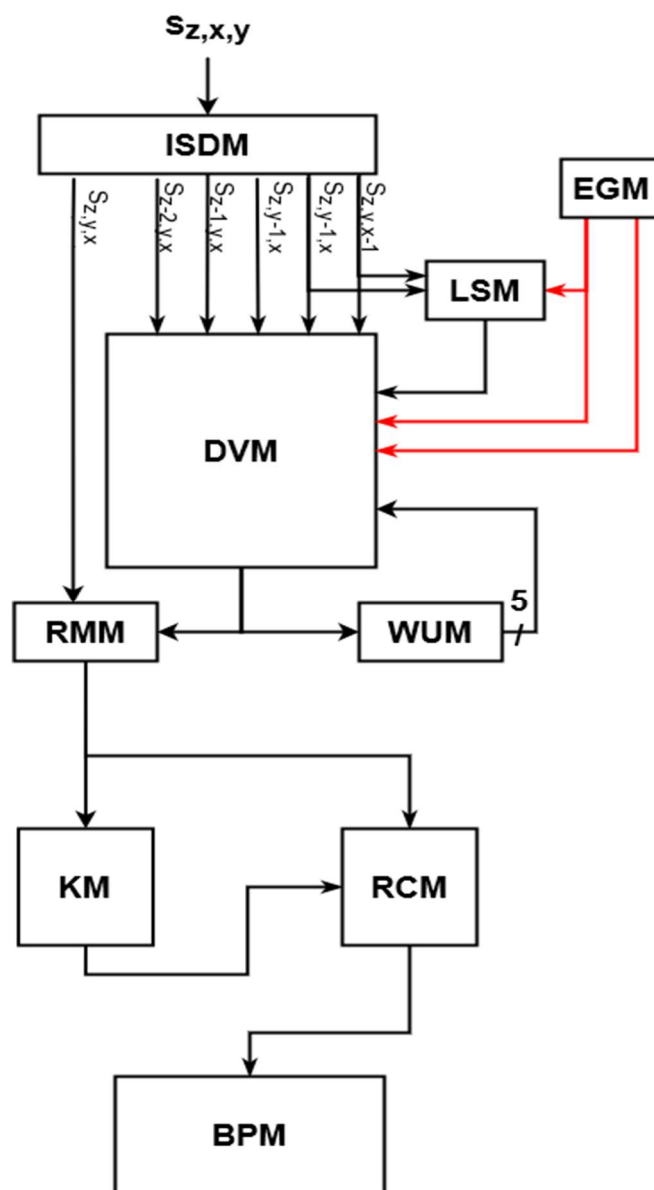 Sz,x,y
ISDM
EGM
Sz,y,x
Sz-2,y,x
Sz-1,y,x
Sz,y-1,x
Sz,y-1,x
Sz,y,x-1
LSM
DVM
5
RMM
WUM
KM
RCM
BPM